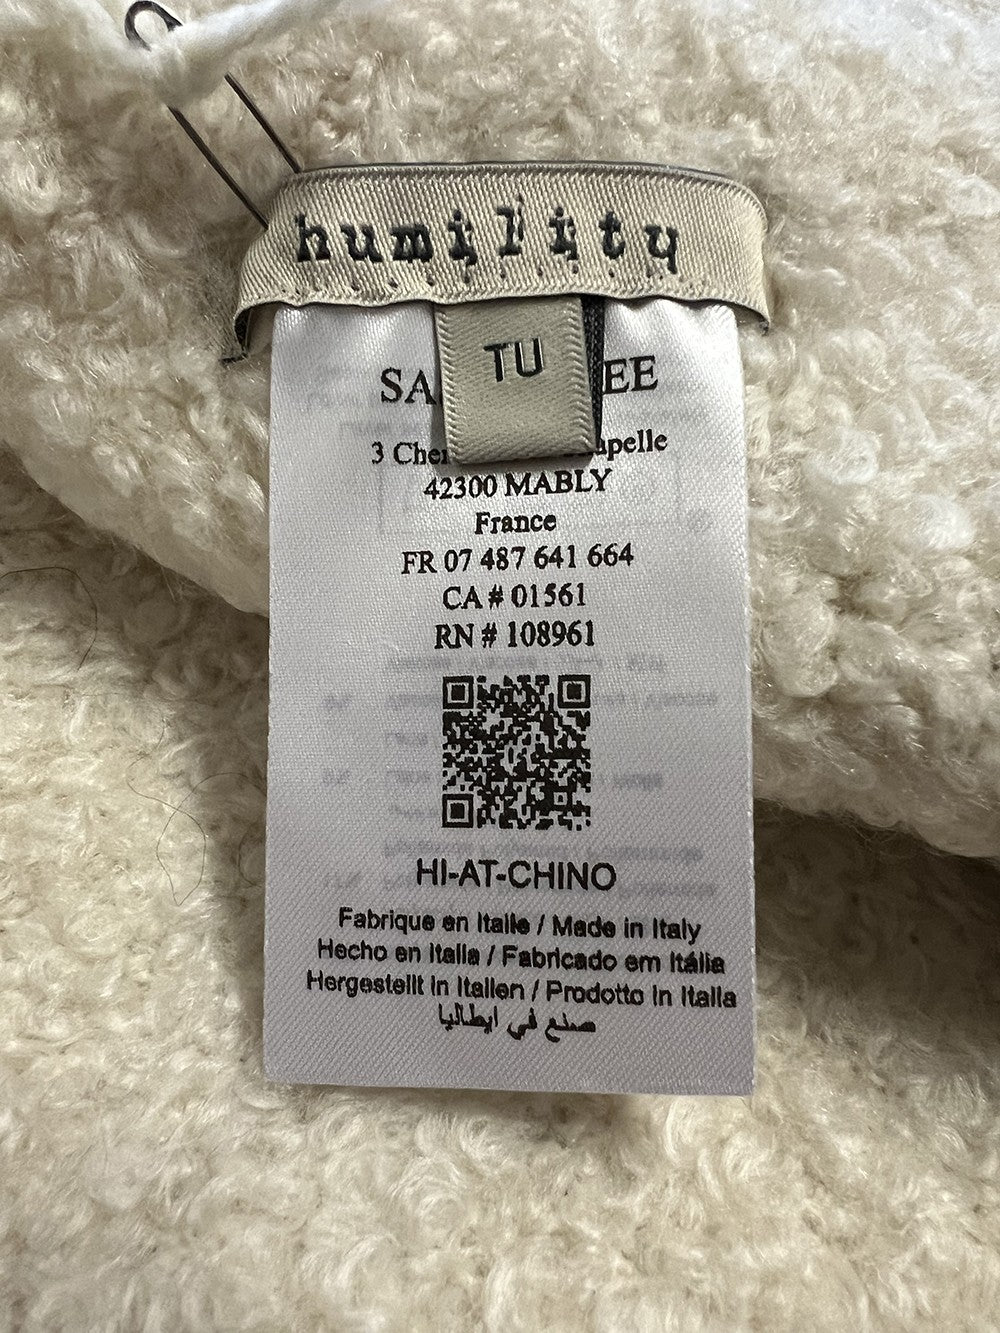 humility
TU
SA EE
3 Che apelle
42300 MABLY
France
FR 07 487 641 664
CA # 01561
RN # 108961
HI-AT-CHINO
Fabrique en Italie / Made in Italy
Hecho en Italia / Fabricado em Itália
Hergestellt in Italien / Prodotto in Italia
صنع في ايطاليا